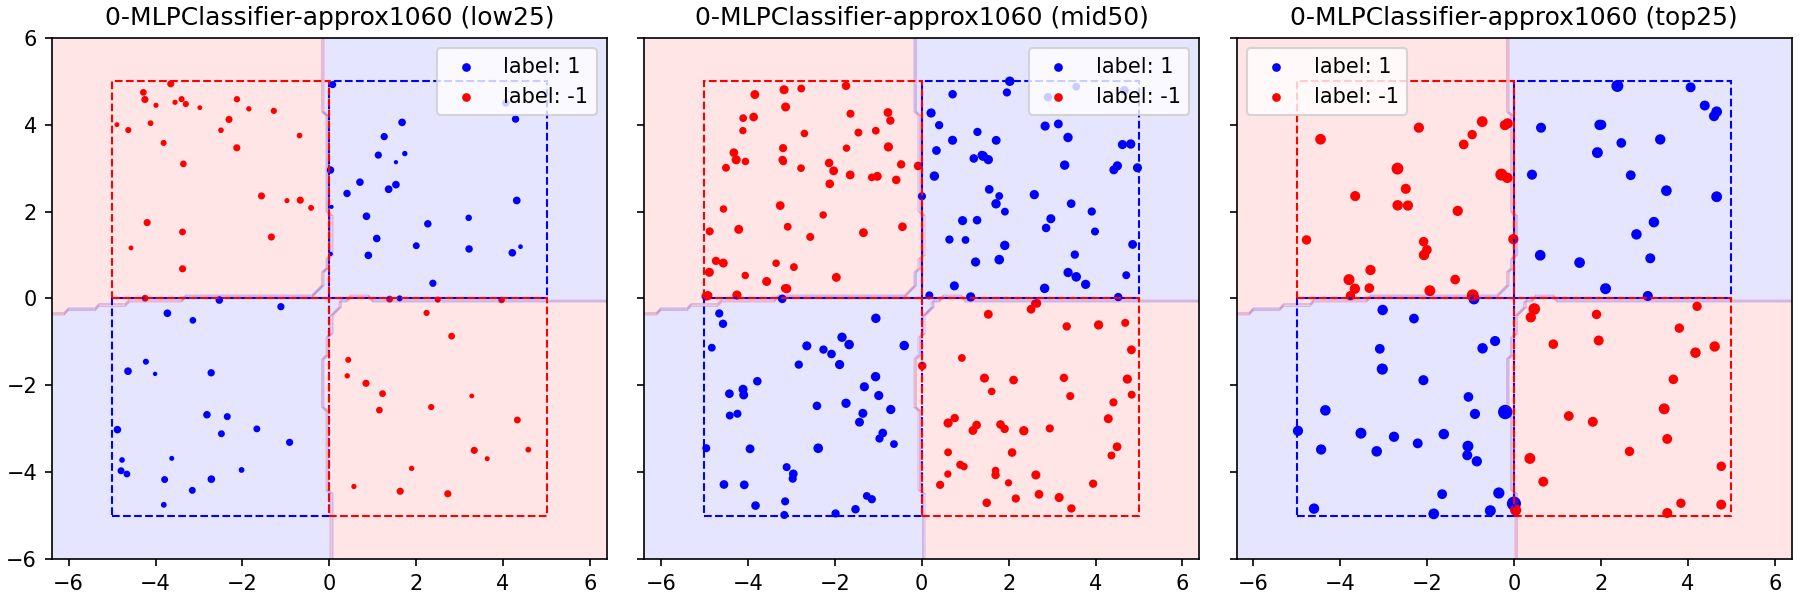 0-MLPClassifier-approx1060 (low25)
0-MLPClassifier-approx1060 (mid50)
0-MLPClassifier-approx1060 (top25)
label: 1
label: -1
label: 1
label: -1
label: 1
label: -1
6
4
2
0
−2
−4
−6
−6 −4 −2 0 2 4 6
−6 −4 −2 0 2 4 6
−6 −4 −2 0 2 4 6